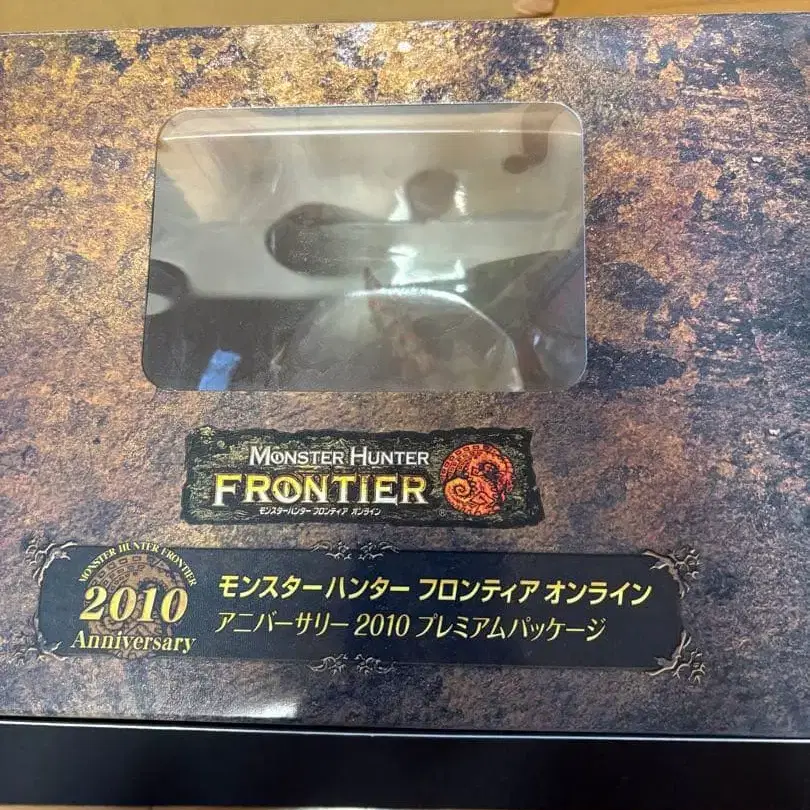 MONSTER HUNTER
FRONTIER
モンスターハンター フロンティア オンライン
®
MONSTER HUNTER FRONTIER
2010
Anniversary
モンスターハンター フロンティア オンライン
アニバーサリー 2010 プレミアムパッケージ